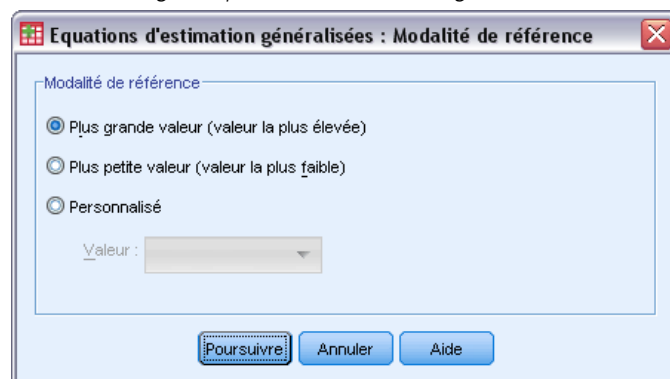 Equations d'estimation généralisées : Modalité de référence
Modalité de référence
Plus grande valeur (valeur la plus élevée)
Plus petite valeur (valeur la plus faible)
Personnalisé
Valeur :
Poursuivre Annuler Aide